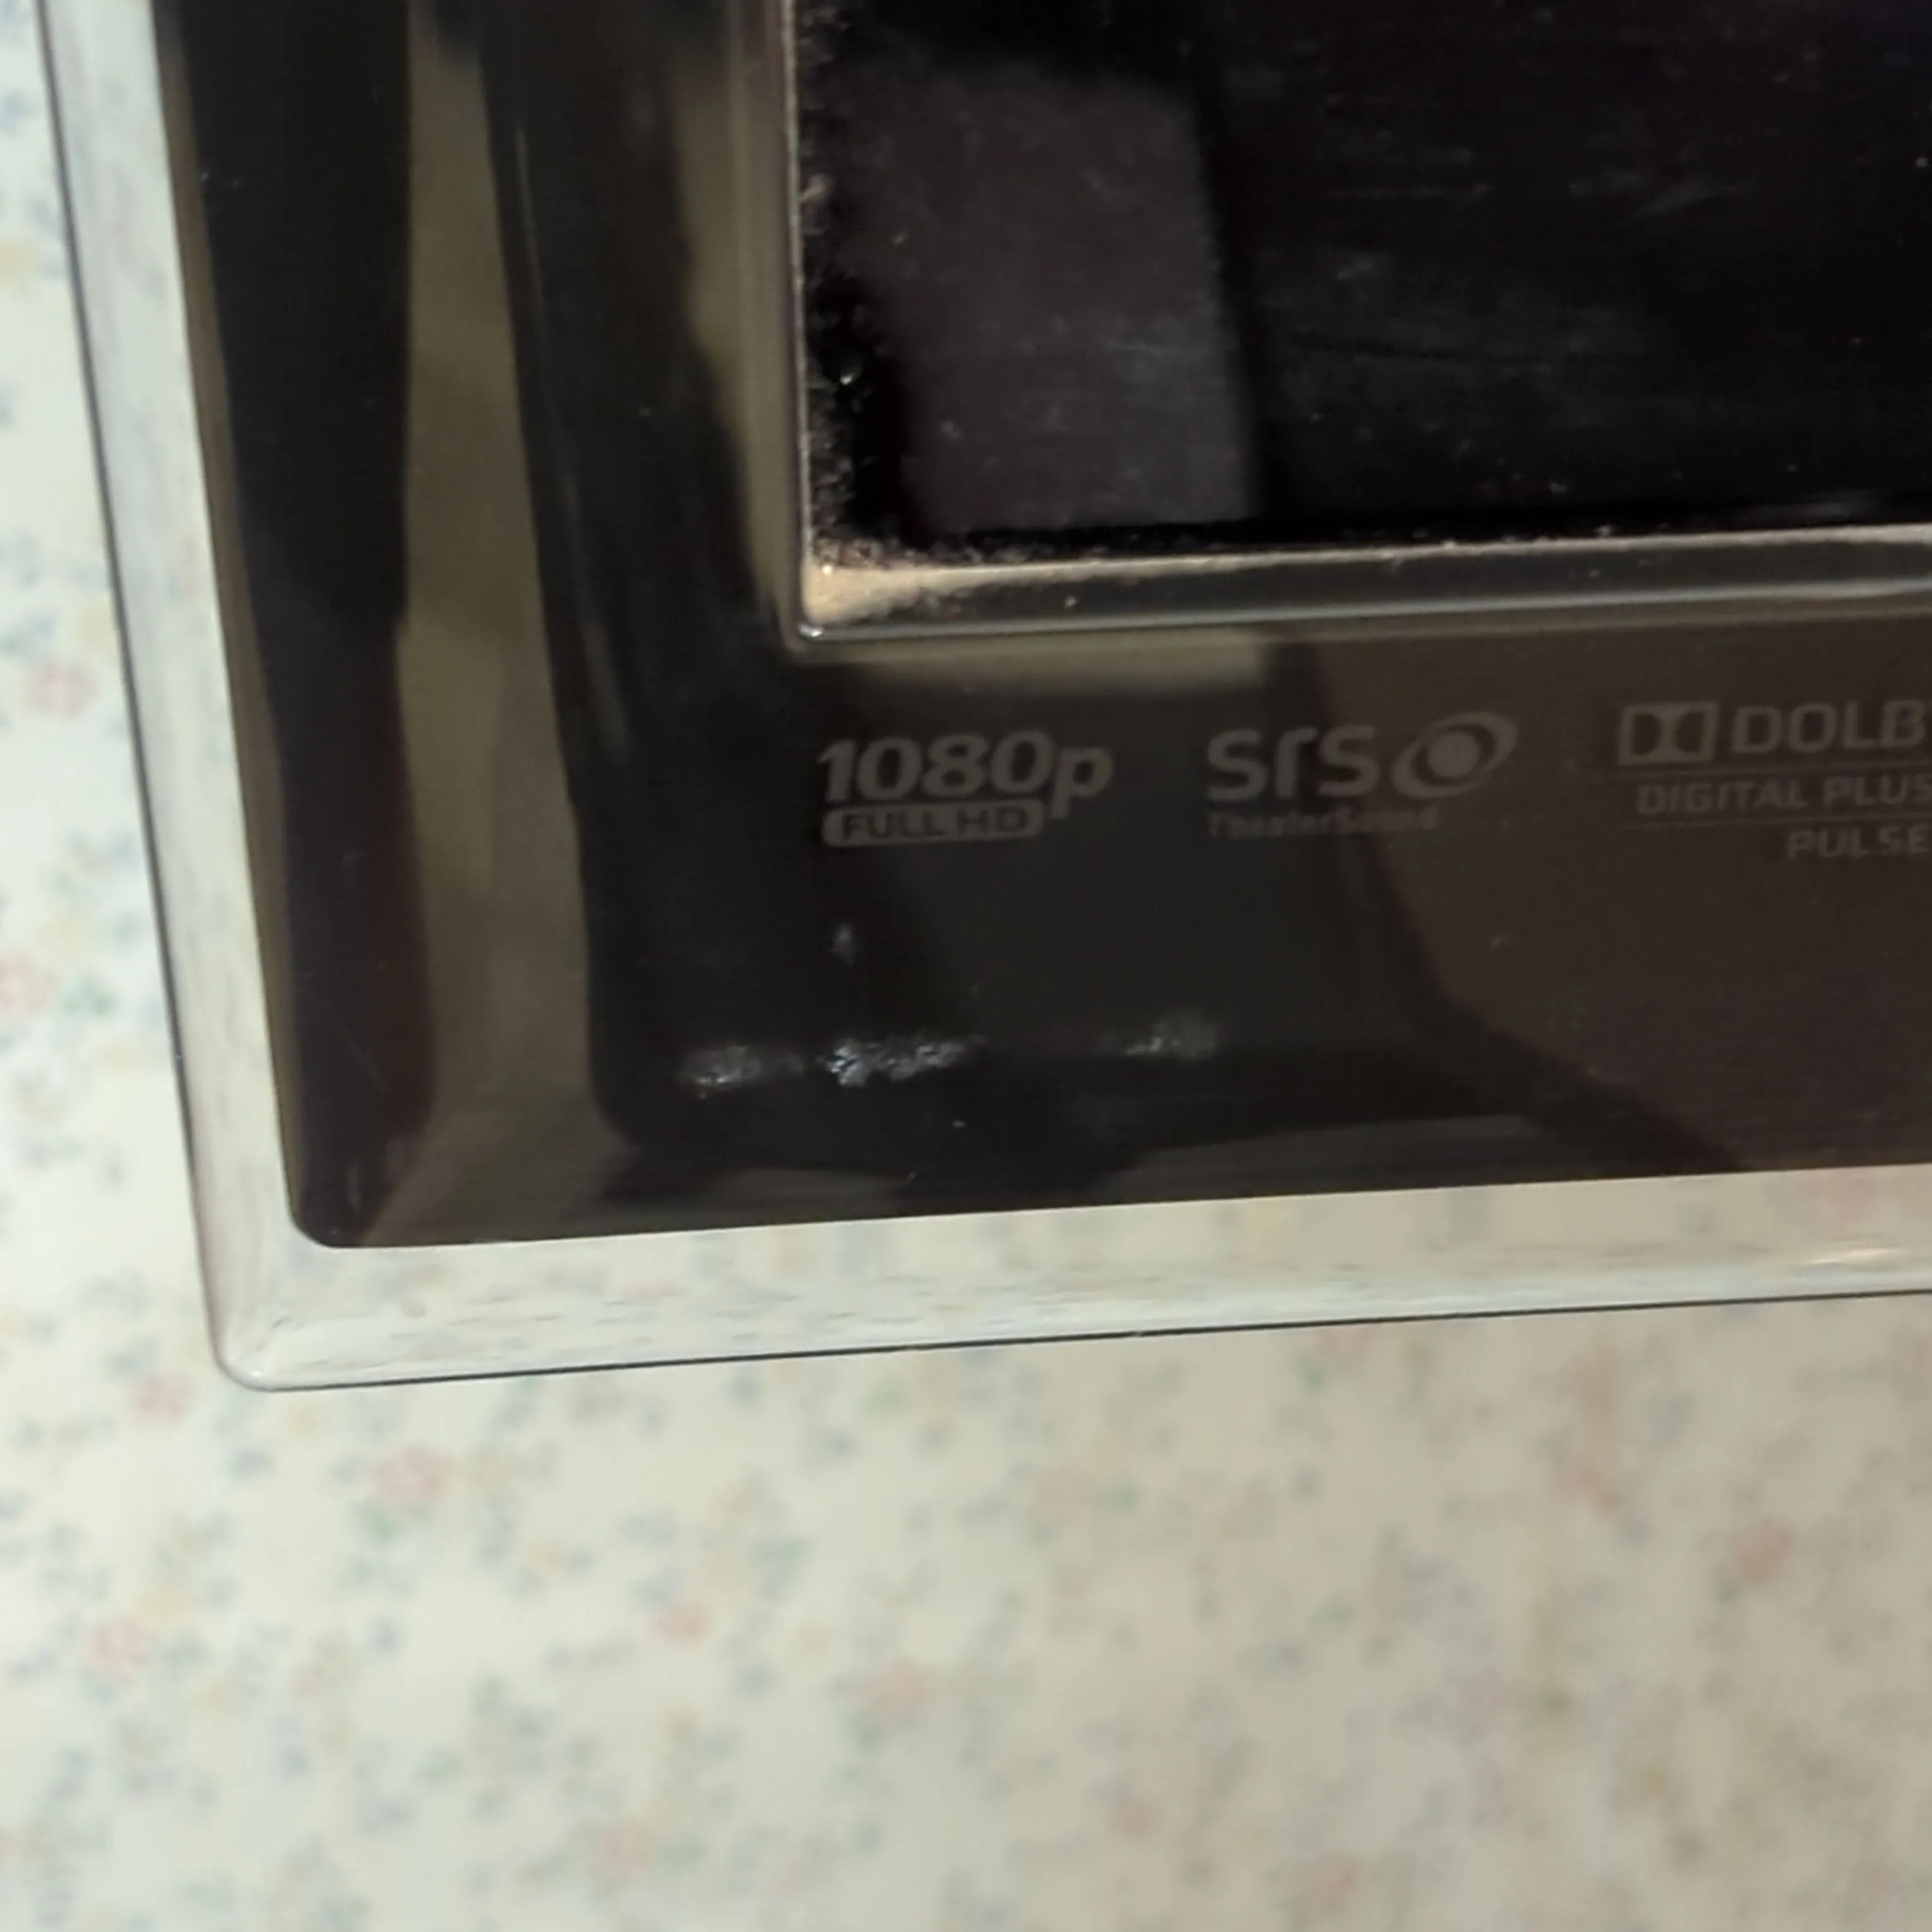 1080p
FULL HD
SrS
TheaterSound
DOLB
DIGITAL PLUS
PULSE